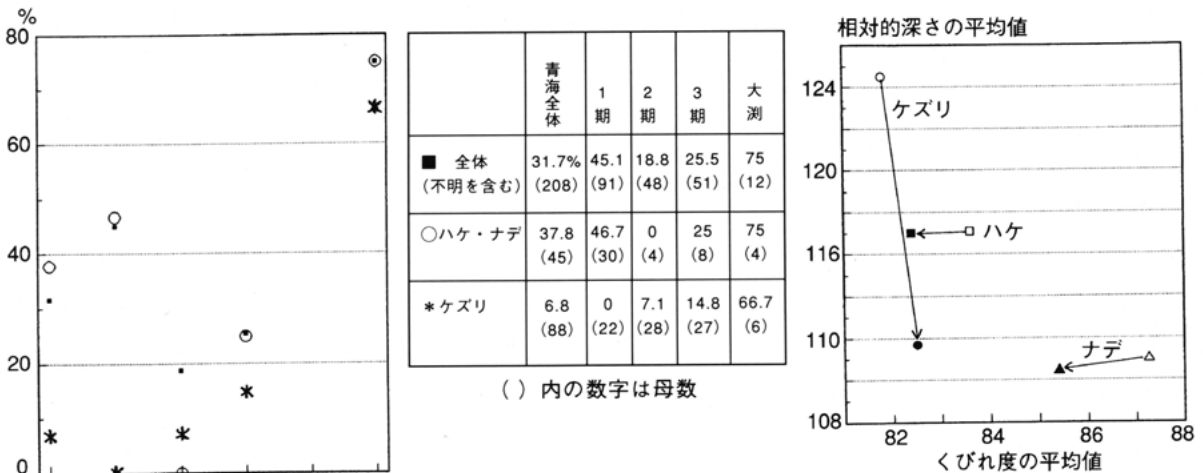 %
80
60
40
20
0
青海全体 1期 2期 3期 大渕
■ 全体 31.7% 45.1 18.8 25.5 75
(不明を含む) (208) (91) (48) (51) (12)
○ハケ・ナデ 37.8 46.7 0 25 75
(45) (30) (4) (8) (4)
*ケズリ 6.8 0 7.1 14.8 66.7
(88) (22) (28) (27) (6)
( ) 内の数字は母数
相対的深さの平均値
124
120
116
110
108
ケズリ
ハケ
ナデ
82 84 86 88
くびれ度の平均値